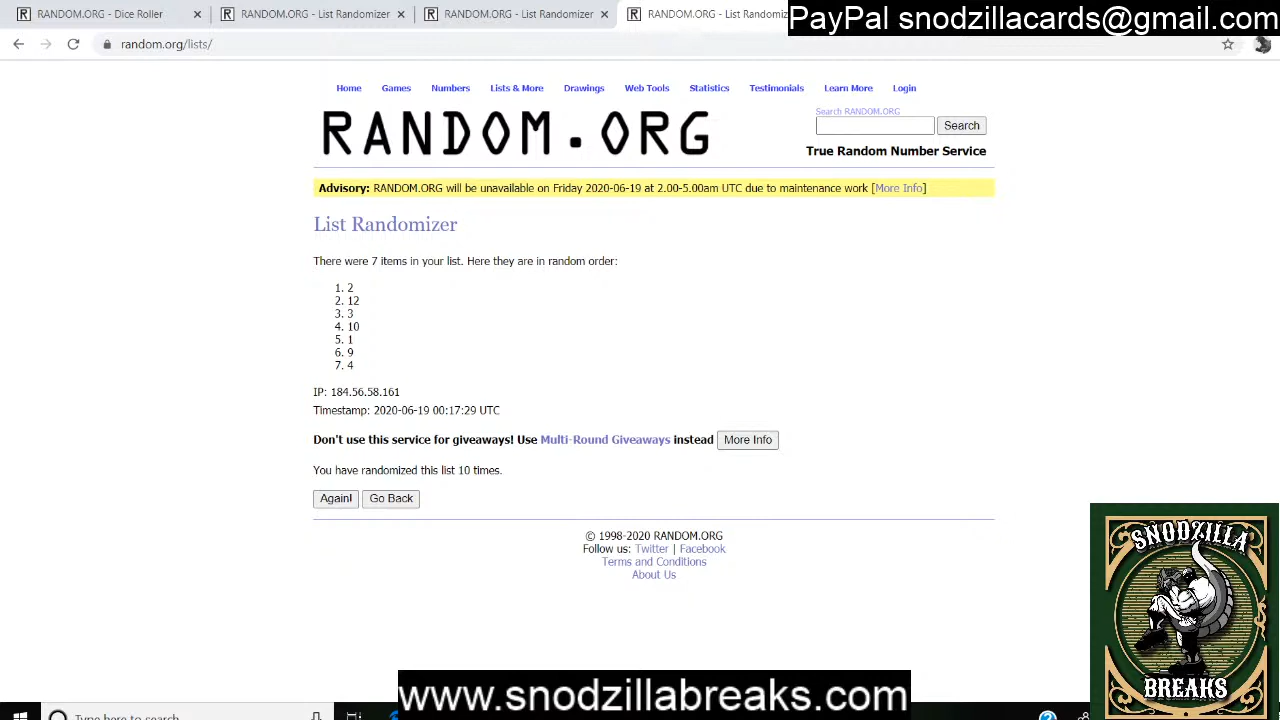 RANDOM.ORG - Dice Roller
RANDOM.ORG - List Randomizer
RANDOM.ORG - List Randomizer
RANDOM.ORG - List Randomiz
PayPal snodzillacards@gmail.com
random.org/lists/
Home Games Numbers Lists & More Drawings Web Tools Statistics Testimonials Learn More Login
RANDOM.ORG
Search RANDOM.ORG
Search
True Random Number Service
Advisory: RANDOM.ORG will be unavailable on Friday 2020-06-19 at 2.00-5.00am UTC due to maintenance work [More Info]
List Randomizer
There were 7 items in your list. Here they are in random order:
1. 2
2. 12
3. 3
4. 10
5. 1
6. 9
7. 4
IP: 184.56.58.161
Timestamp: 2020-06-19 00:17:29 UTC
Don't use this service for giveaways! Use Multi-Round Giveaways instead More Info
You have randomized this list 10 times.
Again! Go Back
© 1998-2020 RANDOM.ORG
Follow us: Twitter | Facebook
Terms and Conditions
About Us
SNODZILLA
BREAKS
www.snodzillabreaks.com
Type here to search